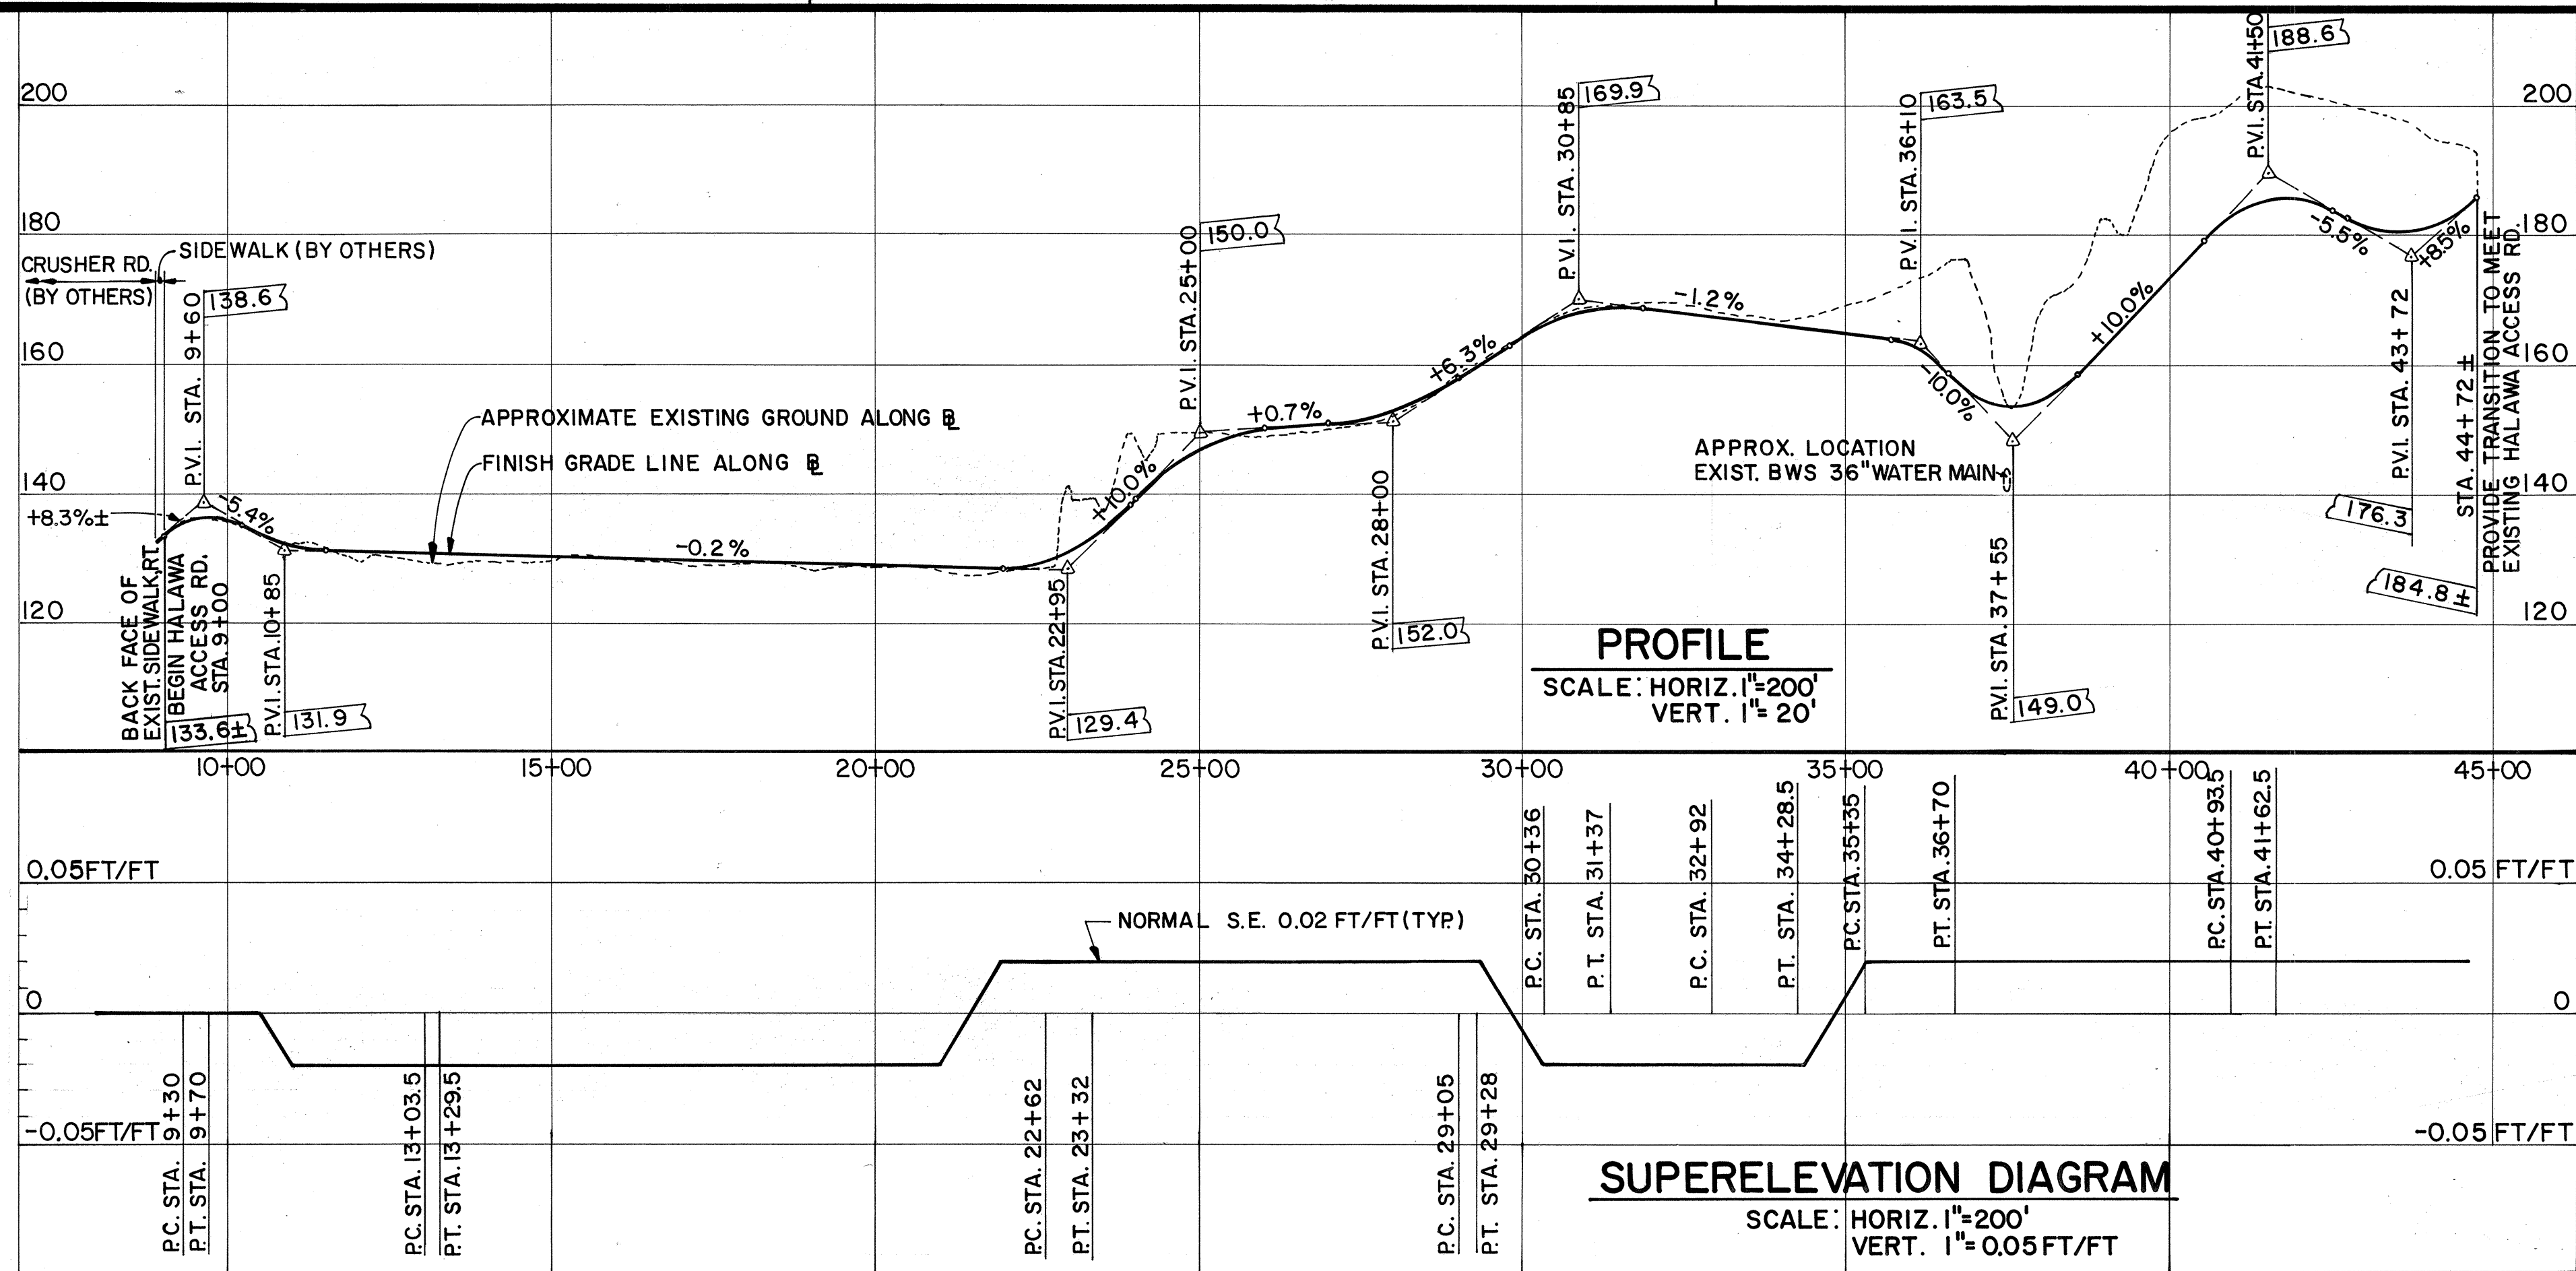 200
180
160
140
120
200
180
160
140
120
CRUSHER RD.
(BY OTHERS)
SIDEWALK (BY OTHERS)
+8.3%±
BACK FACE OF
EXIST. SIDEWALK, RT.
BEGIN HALAWA
ACCESS RD.
STA. 9+00
133.6±
P.V.I. STA. 9+60
138.6
-5.4%
P.V.I. STA. 10+85
131.9
APPROXIMATE EXISTING GROUND ALONG ℄
FINISH GRADE LINE ALONG ℄
-0.2%
P.V.I. STA. 22+95
129.4
+10.0%
P.V.I. STA. 25+00
150.0
+0.7%
P.V.I. STA. 28+00
152.0
+6.3%
P.V.I. STA. 30+85
169.9
-1.2%
P.V.I. STA. 36+10
163.5
-10.0%
APPROX. LOCATION
EXIST. BWS 36" WATER MAIN
P.V.I. STA. 37+55
149.0
+10.0%
P.V.I. STA. 41+50
188.6
-5.5%
P.V.I. STA. 43+72
176.3
+8.5%
STA. 44+72±
PROVIDE TRANSITION TO MEET
EXISTING HALAWA ACCESS RD.
184.8±
PROFILE
SCALE: HORIZ. 1"=200'
VERT. 1"= 20'
10+00
15+00
20+00
25+00
30+00
35+00
40+00
45+00
0.05 FT/FT
0
-0.05 FT/FT
0.05 FT/FT
0
-0.05 FT/FT
P.C. STA. 9+30
P.T. STA. 9+70
P.C. STA. 13+03.5
P.T. STA. 13+29.5
P.C. STA. 22+62
P.T. STA. 23+32
NORMAL S.E. 0.02 FT/FT (TYP.)
P.C. STA. 29+05
P.T. STA. 29+28
P.C. STA. 30+36
P.T. STA. 31+37
P.C. STA. 32+92
P.T. STA. 34+28.5
P.C. STA. 35+35
P.T. STA. 36+70
P.C. STA. 40+93.5
P.T. STA. 41+62.5
SUPERELEVATION DIAGRAM
SCALE: HORIZ. 1"=200'
VERT. 1"= 0.05 FT/FT